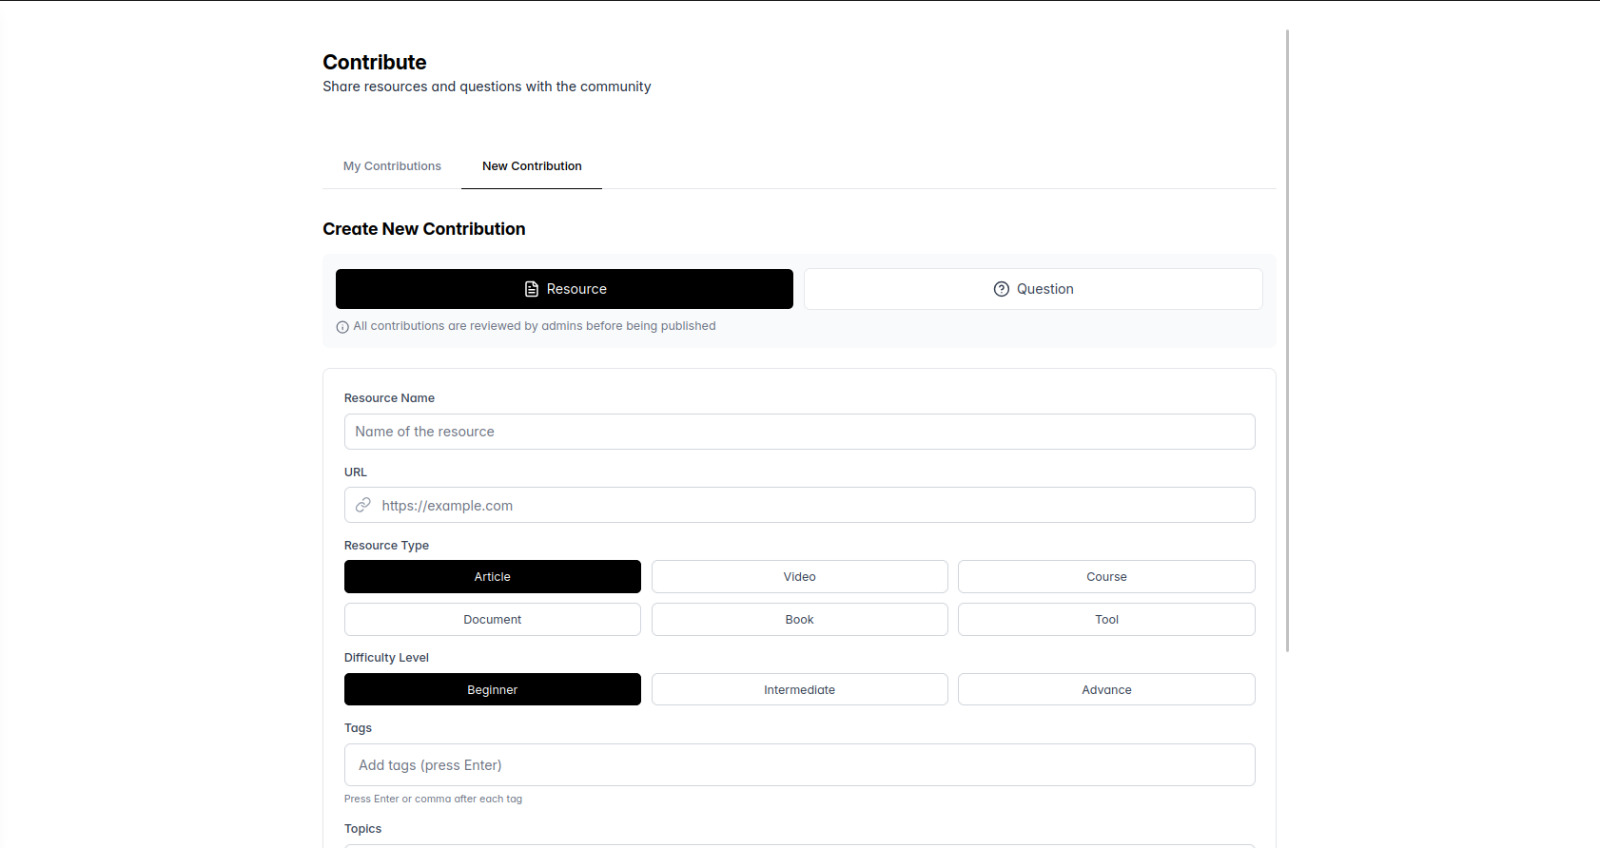 Contribute
Share resources and questions with the community
My Contributions
New Contribution
Create New Contribution
Resource
Question
All contributions are reviewed by admins before being published
Resource Name
Name of the resource
URL
https://example.com
Resource Type
Article
Video
Course
Document
Book
Tool
Difficulty Level
Beginner
Intermediate
Advance
Tags
Add tags (press Enter)
Press Enter or comma after each tag
Topics